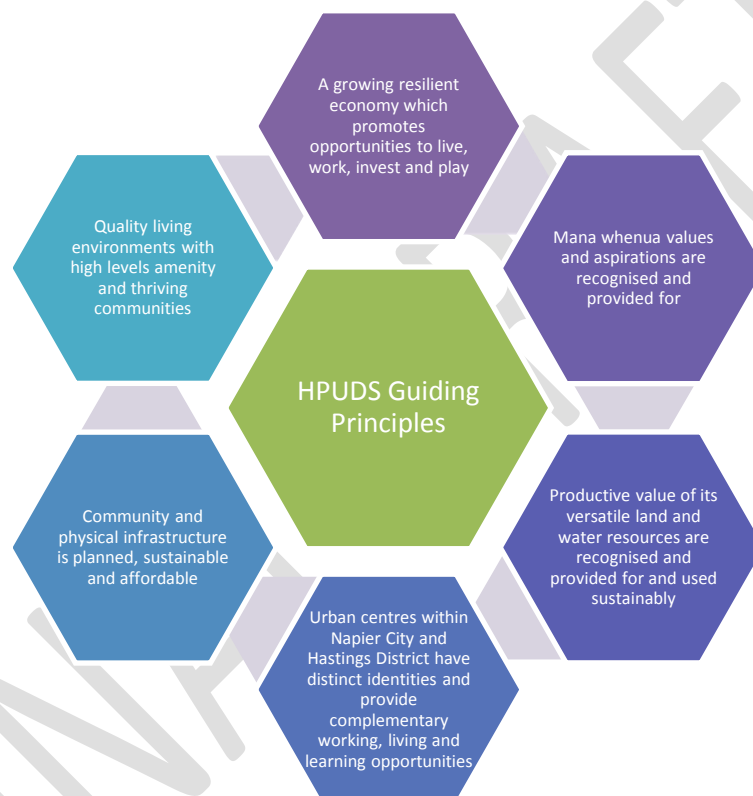 A growing resilient
economy which
promotes
opportunities to live,
work, invest and play
Quality living
environments with
high levels amenity
and thriving
communities
Mana whenua values
and aspirations are
recognised and
provided for
HPUDS Guiding
Principles
Community and
physical infrastructure
is planned, sustainable
and affordable
Productive value of its
versatile land and
water resources are
recognised and
provided for and used
sustainably
Urban centres within
Napier City and
Hastings District have
distinct identities and
provide
complementary
working, living and
learning opportunities